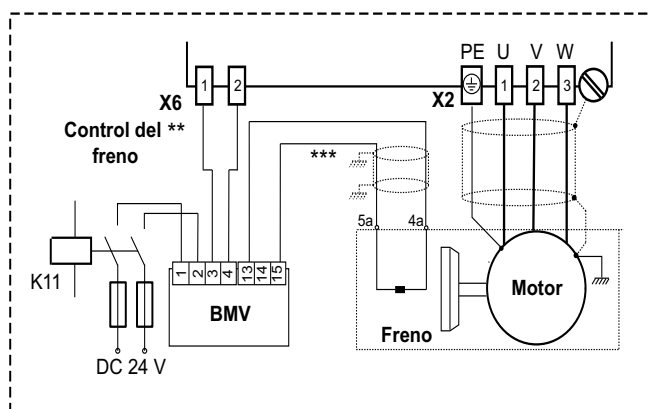 PE U V W
1 2
1 2 3
X6
X2
Control del **
freno
***
5a 4a
K11
1 2 3 4 13 14 15
BMV
Motor
Freno
DC 24 V